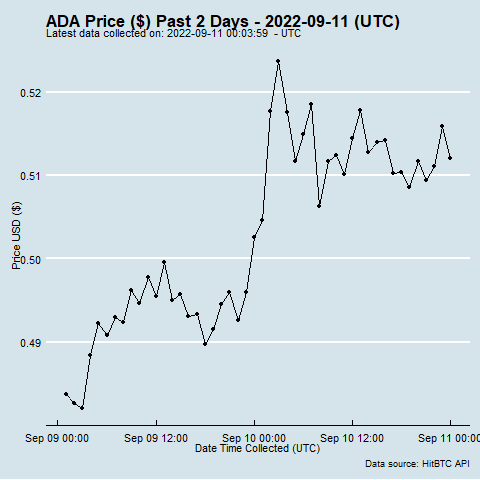 ADA Price ($) Past 2 Days - 2022-09-11 (UTC)
Latest data collected on: 2022-09-11 00:03:59  - UTC
0.52
0.51
0.50
0.49
Price USD ($)
Sep 09 00:00 Sep 09 12:00 Sep 10 00:00 Sep 10 12:00 Sep 11 00:00
Date Time Collected (UTC)
Data source: HitBTC API